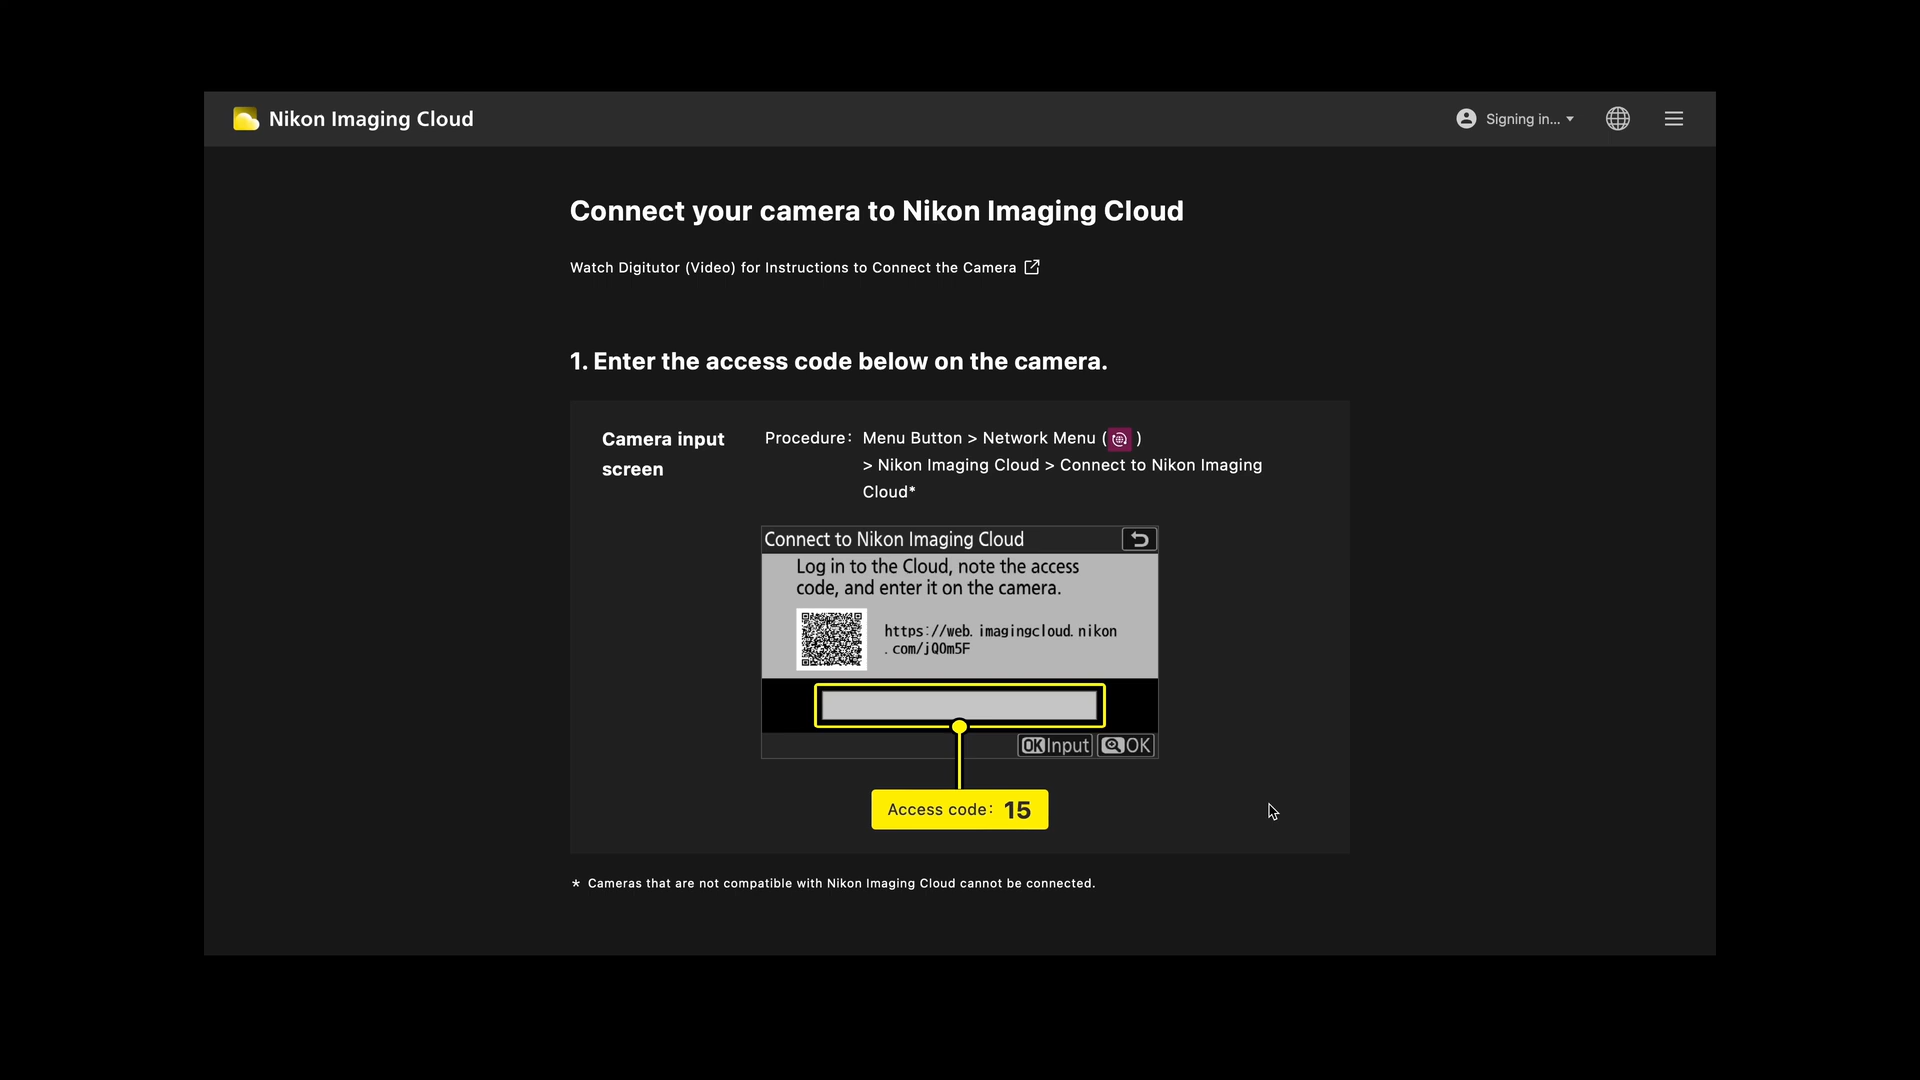 Nikon Imaging Cloud
Signing in...
Connect your camera to Nikon Imaging Cloud
Watch Digitutor (Video) for Instructions to Connect the Camera
1. Enter the access code below on the camera.
Camera input
screen
Procedure: Menu Button > Network Menu ( )
> Nikon Imaging Cloud > Connect to Nikon Imaging
Cloud*
Connect to Nikon Imaging Cloud
Log in to the Cloud, note the access
code, and enter it on the camera.
https://web.imagingcloud.nikon
.com/jQOm5F
OK Input OK
Access code: 15
* Cameras that are not compatible with Nikon Imaging Cloud cannot be connected.